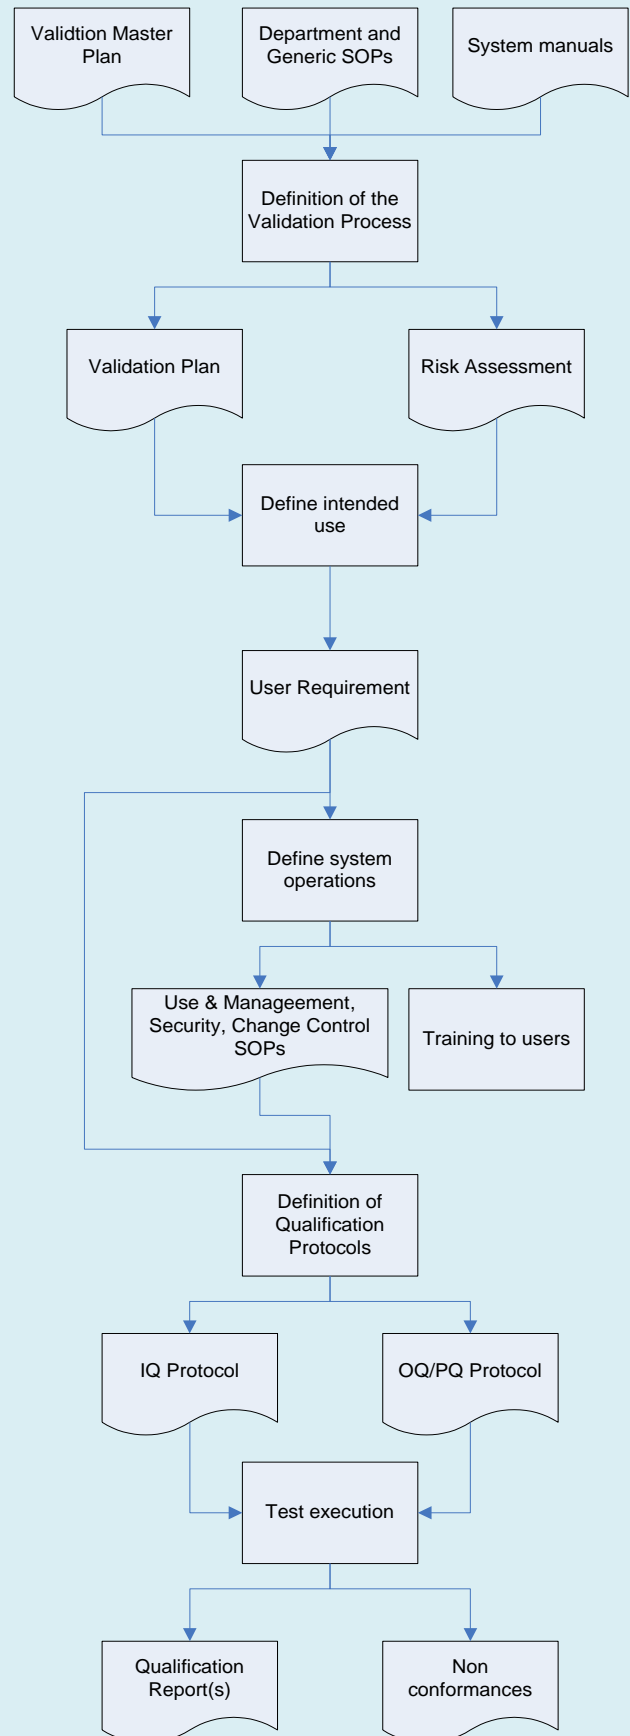 Validtion Master
Plan
Department and
Generic SOPs
System manuals
Definition of the
Validation Process
Validation Plan
Risk Assessment
Define intended
use
User Requirement
Define system
operations
Use & Manageement,
Security, Change Control
SOPs
Training to users
Definition of
Qualification
Protocols
IQ Protocol
OQ/PQ Protocol
Test execution
Qualification
Report(s)
Non
conformances